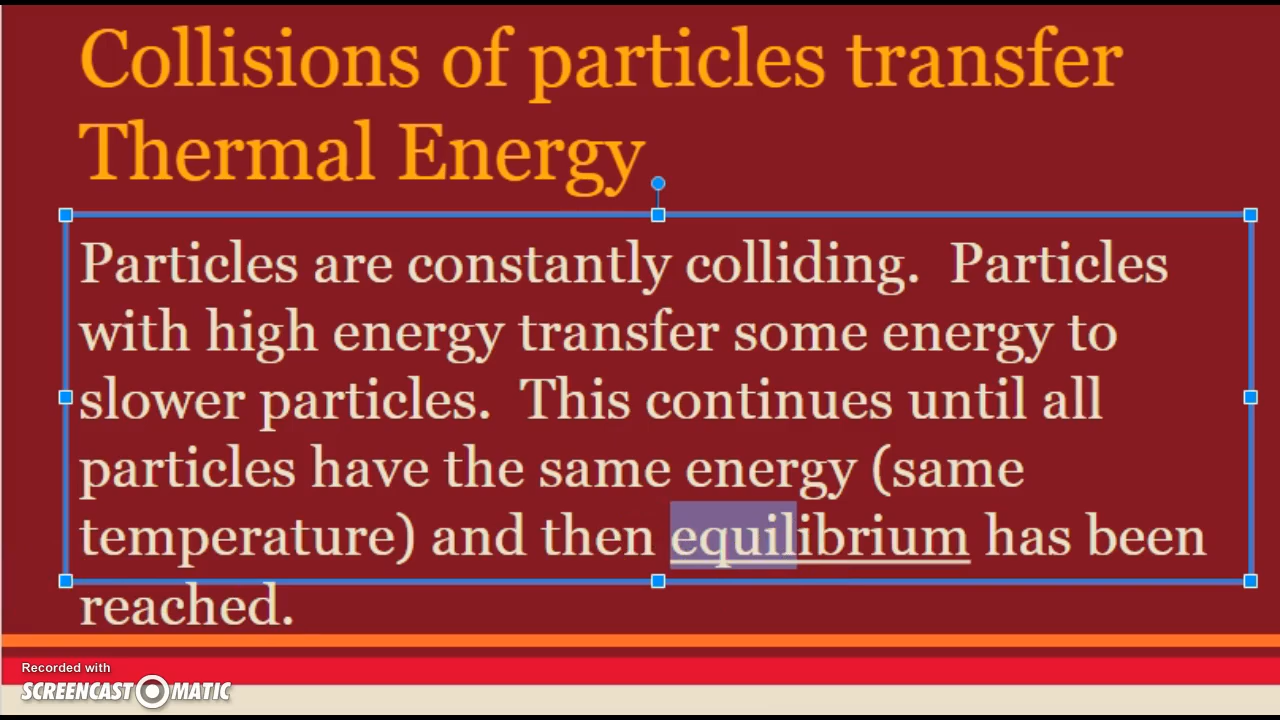 Collisions of particles transfer
Thermal Energy
Particles are constantly colliding.  Particles
with high energy transfer some energy to
slower particles.  This continues until all
particles have the same energy (same
temperature) and then equilibrium has been
reached.
Recorded with
SCREENCAST-O-MATIC